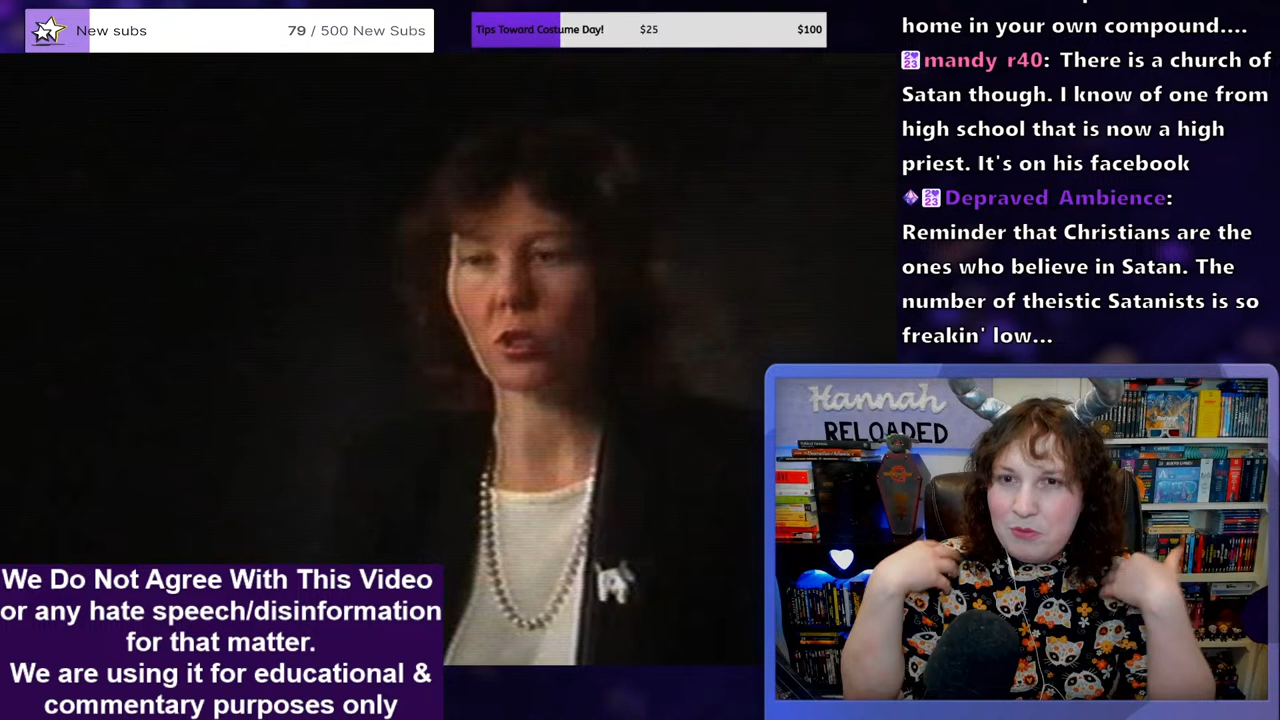 New subs
79 / 500 New Subs
Tips Toward Costume Day!
$25
$100
home in your own compound....
mandy r40: There is a church of
Satan though. I know of one from
high school that is now a high
priest. It's on his facebook
Depraved Ambience:
Reminder that Christians are the
ones who believe in Satan. The
number of theistic Satanists is so
freakin' low...
Hannah
RELOADED
We Do Not Agree With This Video
or any hate speech/disinformation
for that matter.
We are using it for educational &
commentary purposes only